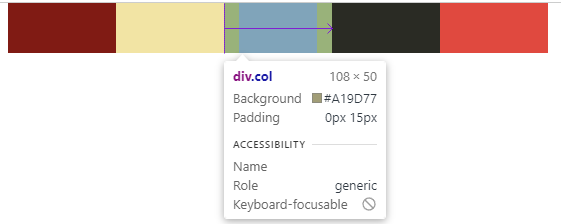 div.col 108 × 50
Background #A19D77
Padding 0px 15px
ACCESSIBILITY
Name
Role generic
Keyboard-focusable